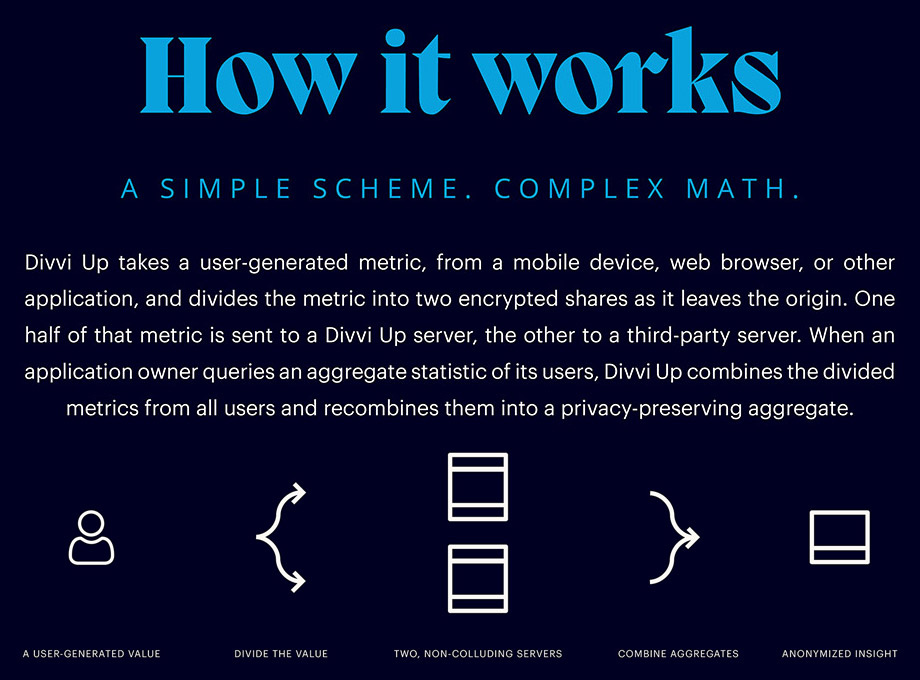 How it works
A SIMPLE SCHEME. COMPLEX MATH.
Divvi Up takes a user-generated metric, from a mobile device, web browser, or other
application, and divides the metric into two encrypted shares as it leaves the origin. One
half of that metric is sent to a Divvi Up server, the other to a third-party server. When an
application owner queries an aggregate statistic of its users, Divvi Up combines the divided
metrics from all users and recombines them into a privacy-preserving aggregate.
A USER-GENERATED VALUE
DIVIDE THE VALUE
TWO, NON-COLLUDING SERVERS
COMBINE AGGREGATES
ANONYMIZED INSIGHT